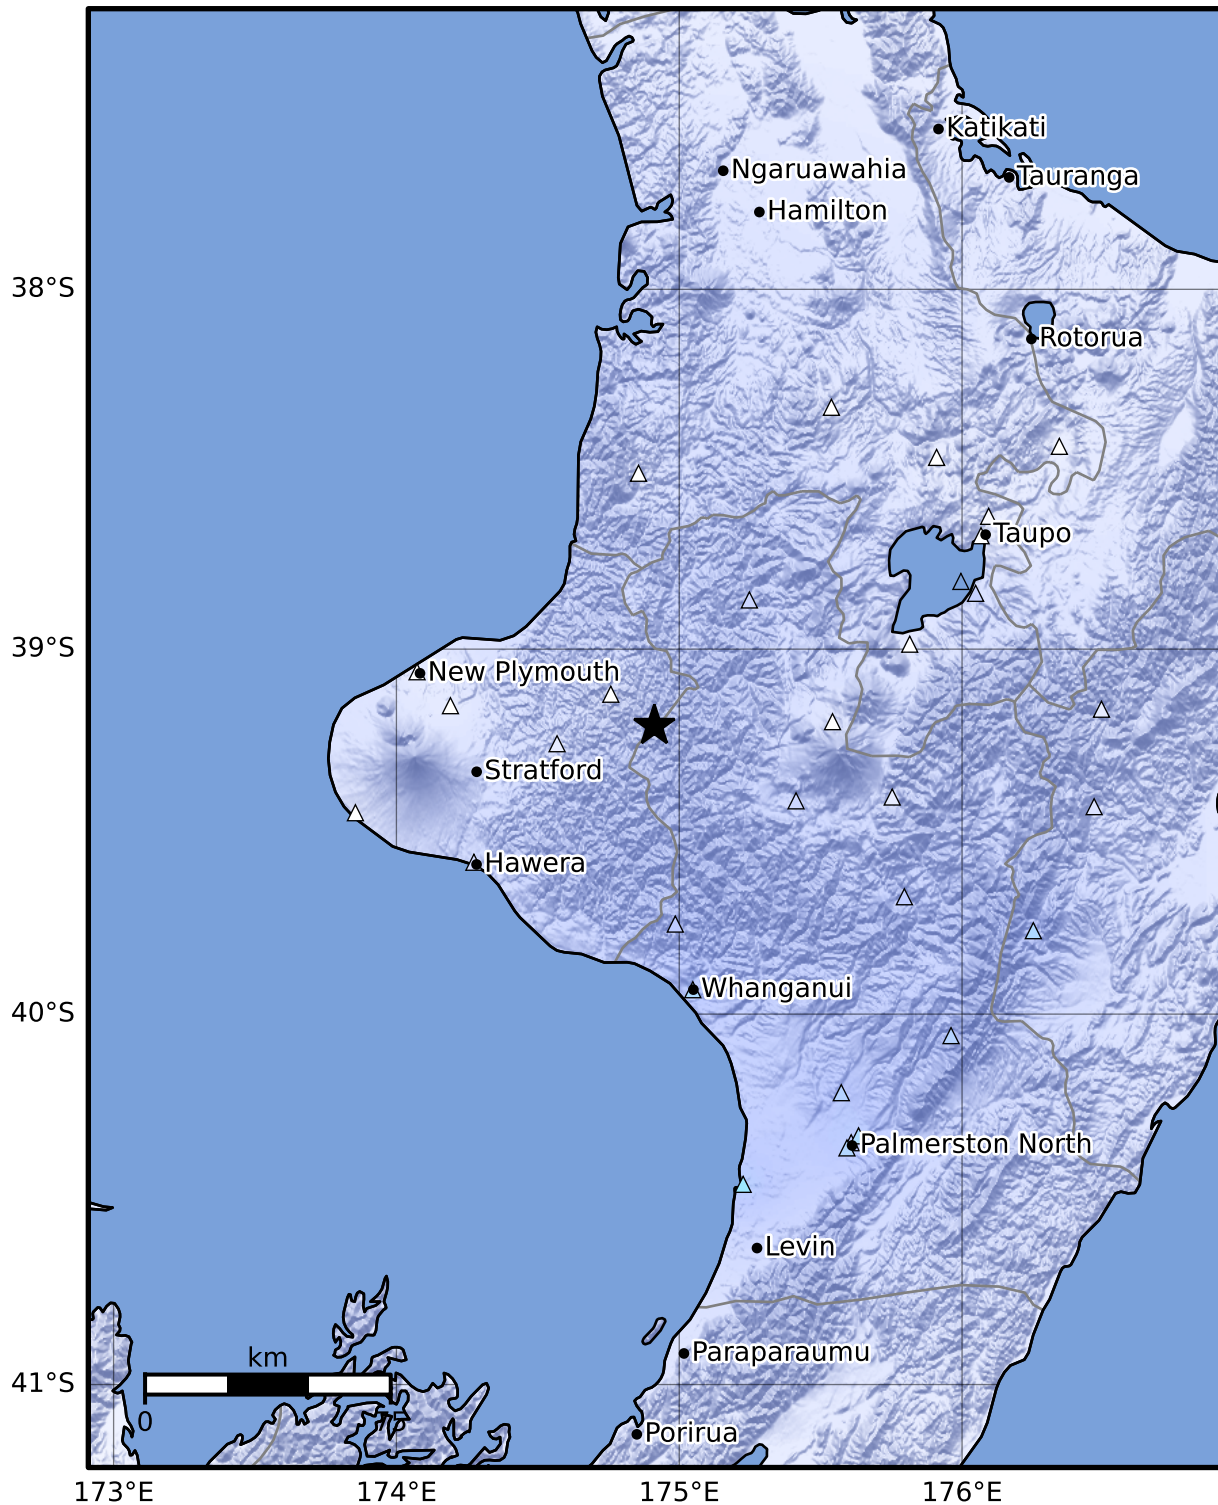 Katikati
Ngaruawahia
Tauranga
Hamilton
38°S
Rotorua
Taupo
39°S
New Plymouth
Stratford
Hawera
Whanganui
40°S
Palmerston North
Levin
km
Paraparaumu
41°S
0
75
Porirua
173°E
174°E
175°E
176°E